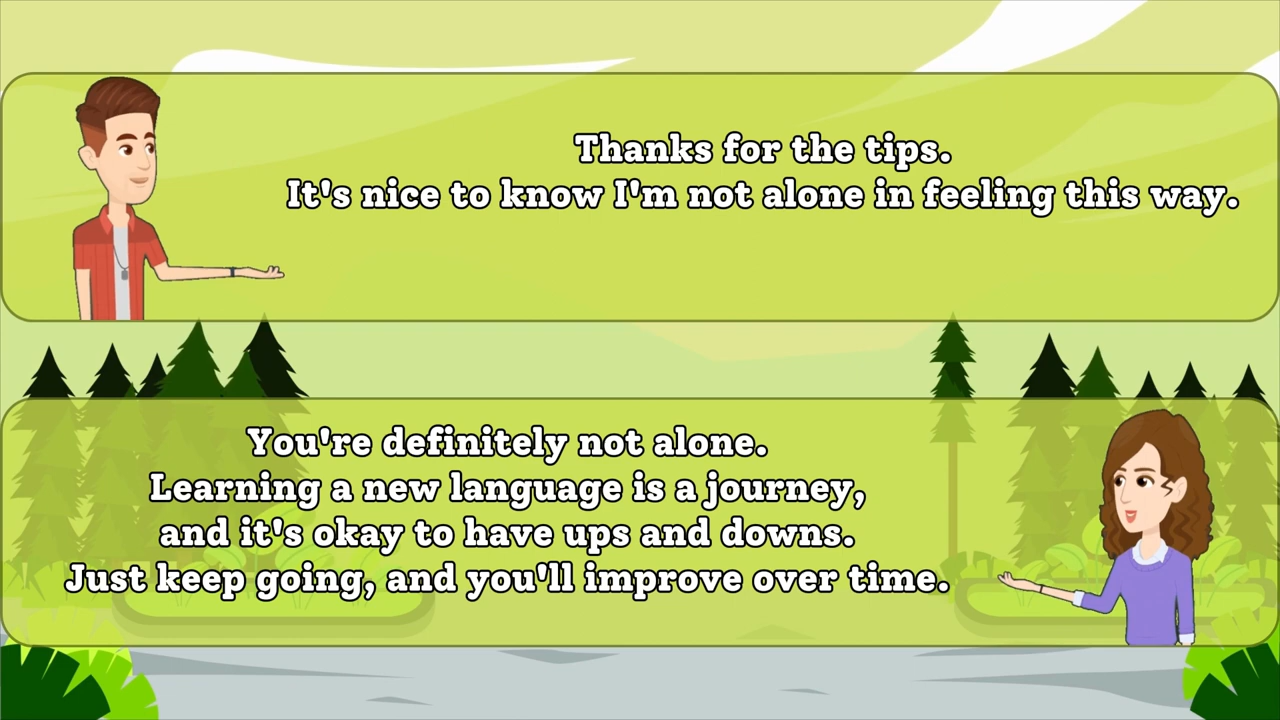 Thanks for the tips.
It's nice to know I'm not alone in feeling this way.
You're definitely not alone.
Learning a new language is a journey,
and it's okay to have ups and downs.
Just keep going, and you'll improve over time.